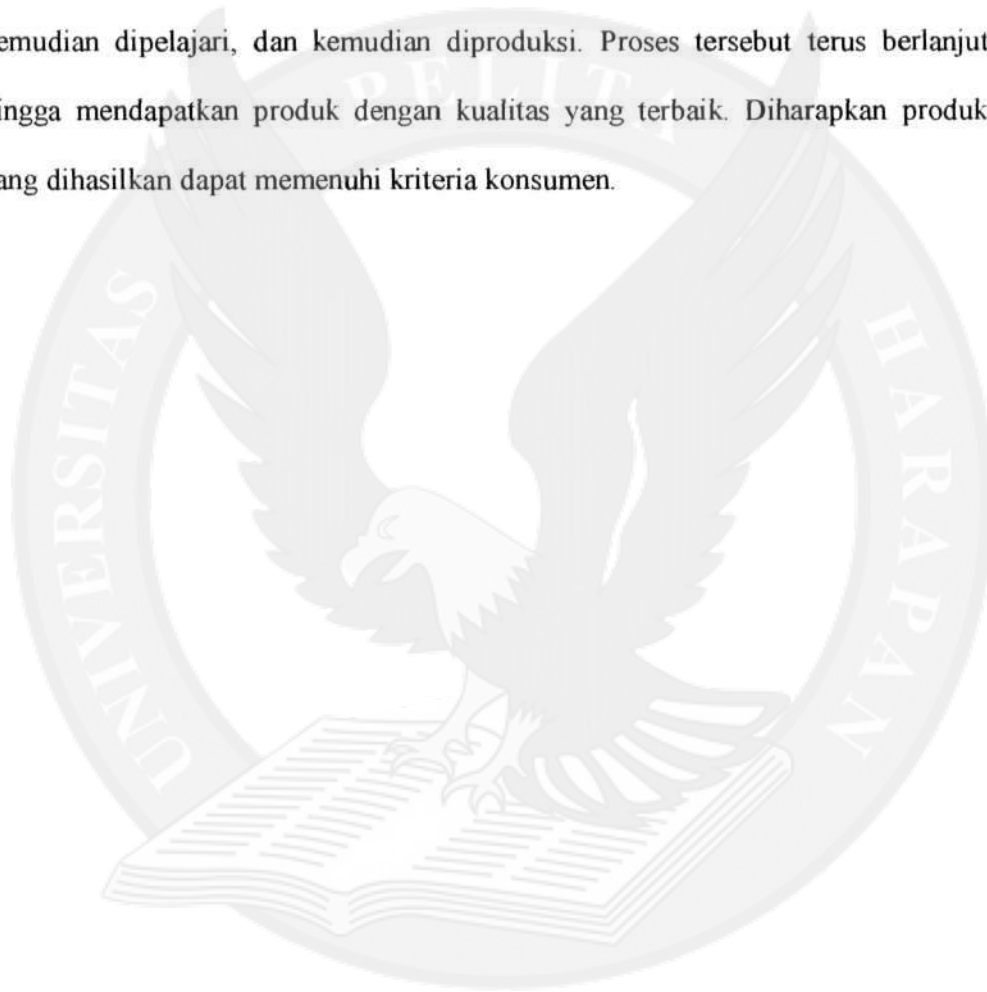 emudian dipelajari, dan kemudian diproduksi. Proses tersebut terus berlanjut
ingga mendapatkan produk dengan kualitas yang terbaik. Diharapkan produk
ang dihasilkan dapat memenuhi kriteria konsumen.
UNIVERSITAS PELITA HARAPAN